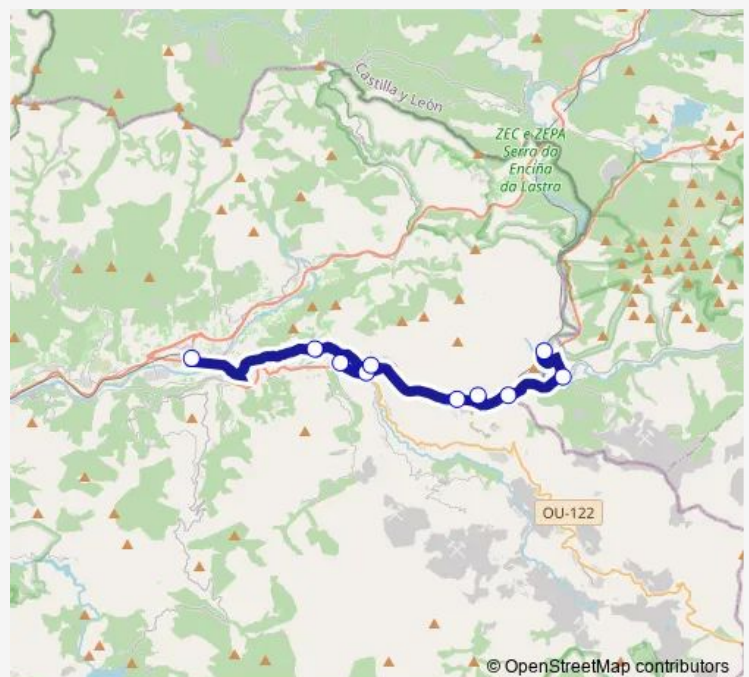 Castilla y León
ZEC e ZEPA
Serra da
Enciña
da Lastra
OU-122
© OpenStreetMap contributors